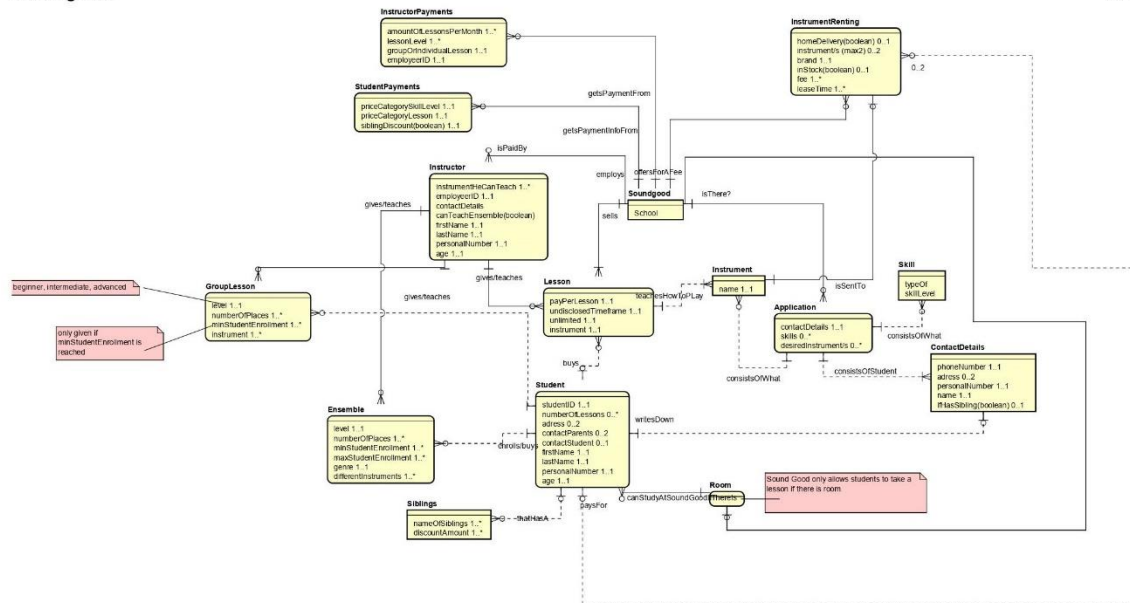 InstructorPayments
amountOfLessonsPerMonth 1..*
lessonLevel 1..*
groupOrIndividualLesson 1..1
employeerID 1..1
StudentPayments
priceCategorySkillLevel 1..1
priceCategoryLesson 1..1
siblingDiscount(boolean) 1..1
InstrumentRenting
homeDelivery(boolean) 0..1
instrument/s (max2) 0..2
brand 1..1
inStock(boolean) 0..1
fee 1..*
leaseTime 1..*
0..2
getsPaymentFrom
getsPaymentInfoFrom
isPaidBy
employs
offersForAFee
isThere?
Soundgood
School
sells
Instructor
instrumentHeCanTeach 1..*
employeerID 1..1
contactDetails
canTeachEnsemble(boolean)
firstName 1..1
lastName 1..1
personalNumber 1..1
age 1..1
gives/teaches
gives/teaches
gives/teaches
beginner, intermediate, advanced
only given if
minStudentEnrollment is
reached
GroupLesson
level 1..1
numberOfPlaces 1..*
minStudentEnrollment 1..*
instrument 1..*
Lesson
payPerLesson 1..1
undisclosedTimeframe 1..1
unlimited 1..1
instrument 1..1
teachesHowToPLay
Instrument
name 1..1
Skill
typeOf
skillLevel
isSentTo
Application
contactDetails 1..1
skills 0..*
desiredInstrument/s 0..*
consistsOfWhat
consistsOfWhat
consistsOfStudent
ContactDetails
phoneNumber 1..1
adress 0..2
personalNumber 1..1
name 1..1
ifHasSibling(boolean) 0..1
buys
Student
studentID 1..1
numberOfLessons 0..*
adress 0..2
contactParents 0..2
contactStudent 0..1
firstName 1..1
lastName 1..1
personalNumber 1..1
age 1..1
writesDown
Ensemble
level 1..1
numberOfPlaces 1..*
minStudentEnrollment 1..*
maxStudentEnrollment 1..*
genre 1..1
differentInstruments 1..*
enrolls/buys
Siblings
nameOfSiblings 1..*
discountAmount 1..*
thatHasA
paysFor
Room
Sound Good only allows students to take a
lesson if there is room